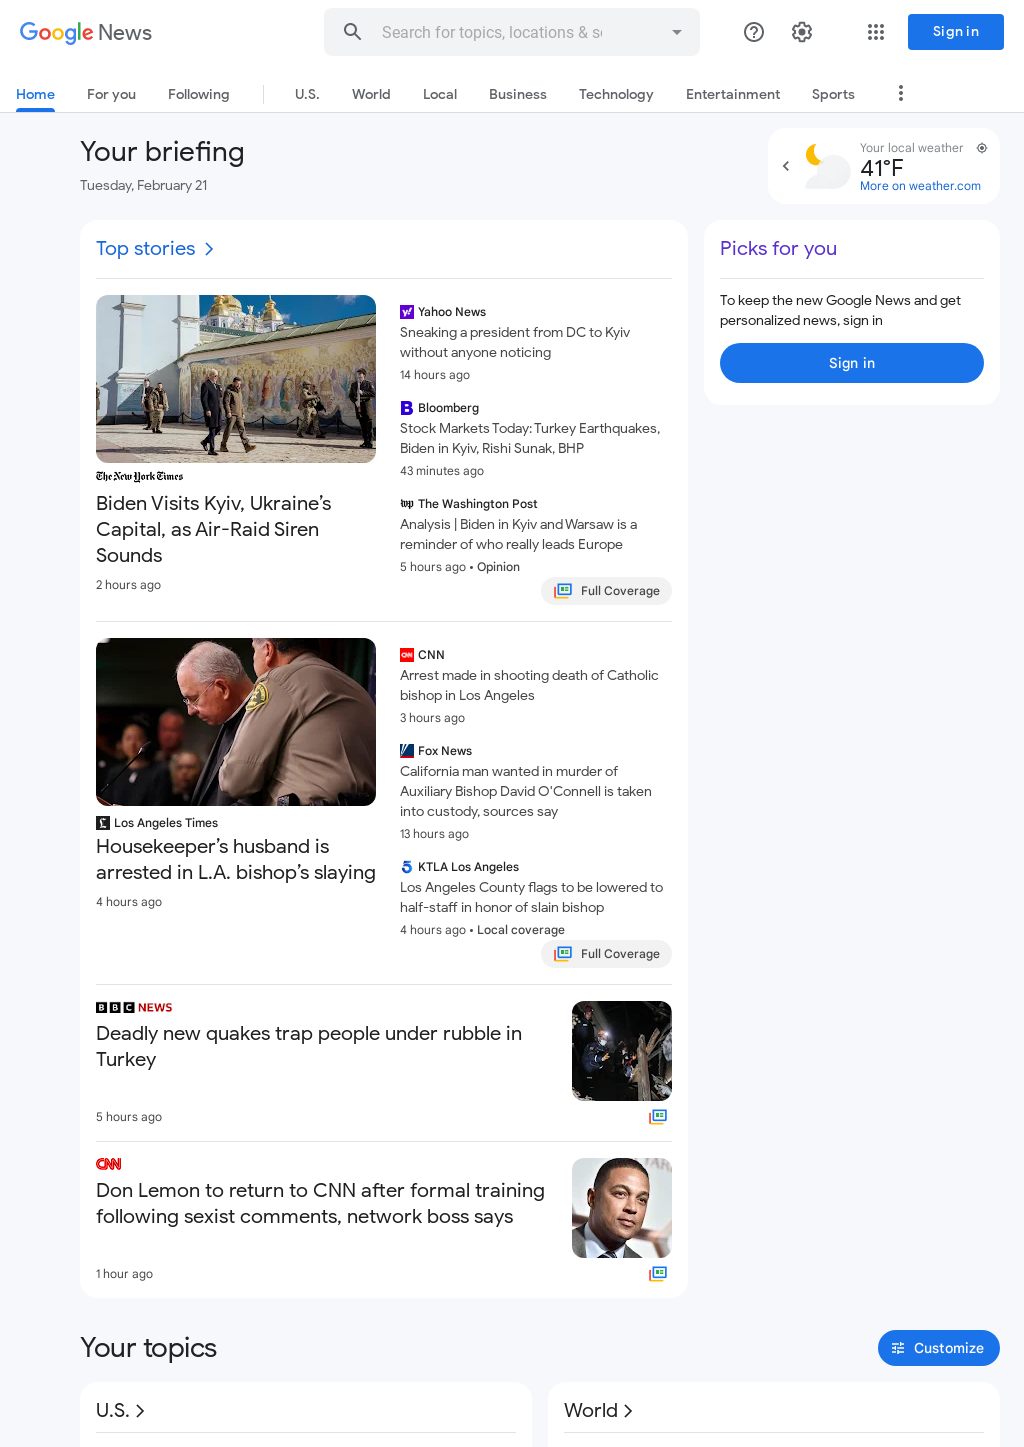 Google News
Search for topics, locations & so
Sign in
Home
For you
Following
U.S.
World
Local
Business
Technology
Entertainment
Sports
Your briefing
Tuesday, February 21
Your local weather
41°F
More on weather.com
Top stories
The New York Times
Biden Visits Kyiv, Ukraine’s
Capital, as Air-Raid Siren
Sounds
2 hours ago
Yahoo News
Sneaking a president from DC to Kyiv
without anyone noticing
14 hours ago
Bloomberg
Stock Markets Today: Turkey Earthquakes,
Biden in Kyiv, Rishi Sunak, BHP
43 minutes ago
wp The Washington Post
Analysis | Biden in Kyiv and Warsaw is a
reminder of who really leads Europe
5 hours ago • Opinion
Full Coverage
Picks for you
To keep the new Google News and get
personalized news, sign in
Sign in
Los Angeles Times
Housekeeper’s husband is
arrested in L.A. bishop’s slaying
4 hours ago
CNN CNN
Arrest made in shooting death of Catholic
bishop in Los Angeles
3 hours ago
Fox News
California man wanted in murder of
Auxiliary Bishop David O'Connell is taken
into custody, sources say
13 hours ago
5 KTLA Los Angeles
Los Angeles County flags to be lowered to
half-staff in honor of slain bishop
4 hours ago • Local coverage
Full Coverage
BBC NEWS
Deadly new quakes trap people under rubble in
Turkey
5 hours ago
CNN
Don Lemon to return to CNN after formal training
following sexist comments, network boss says
1 hour ago
Your topics
Customize
U.S.
World